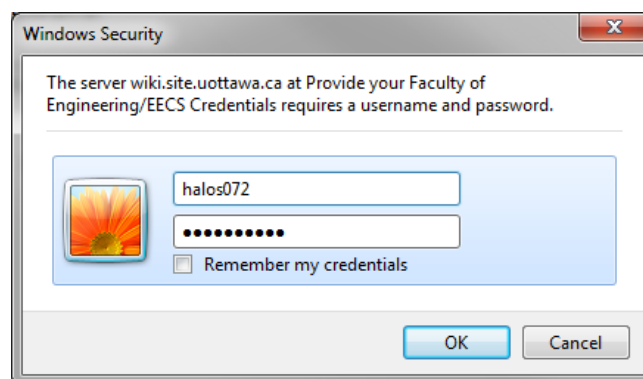 Windows Security
The server wiki.site.uottawa.ca at Provide your Faculty of
Engineering/EECS Credentials requires a username and password.
halos072
●●●●●●●●●●
Remember my credentials
OK
Cancel